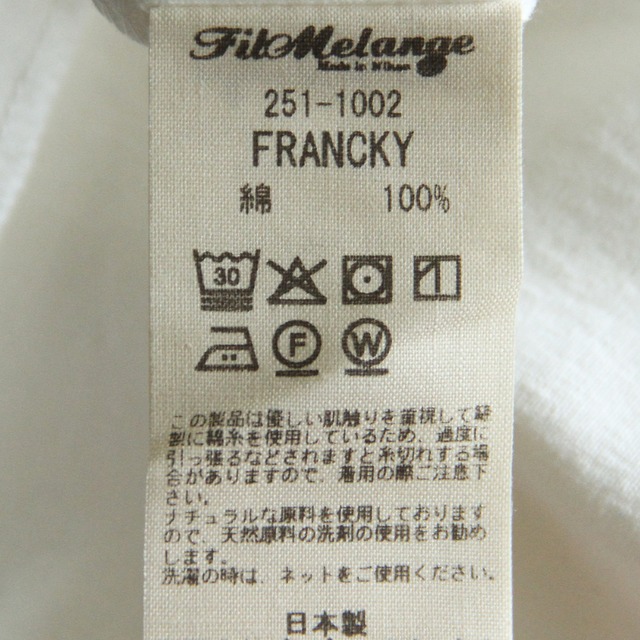 FilMelange
Made in Nihon
251-1002
FRANCKY
綿 100%
30
F W
この製品は優しい肌触りを重視して縫
製に綿糸を使用しているため、過度に
引っ張るなどされますと糸切れする場
合がありますので、着用の際ご注意下
さい。
ナチュラルな原料を使用しております
ので、天然原料の洗剤の使用をお勧め
します。
洗濯の時は、ネットをご使用ください。
日本製